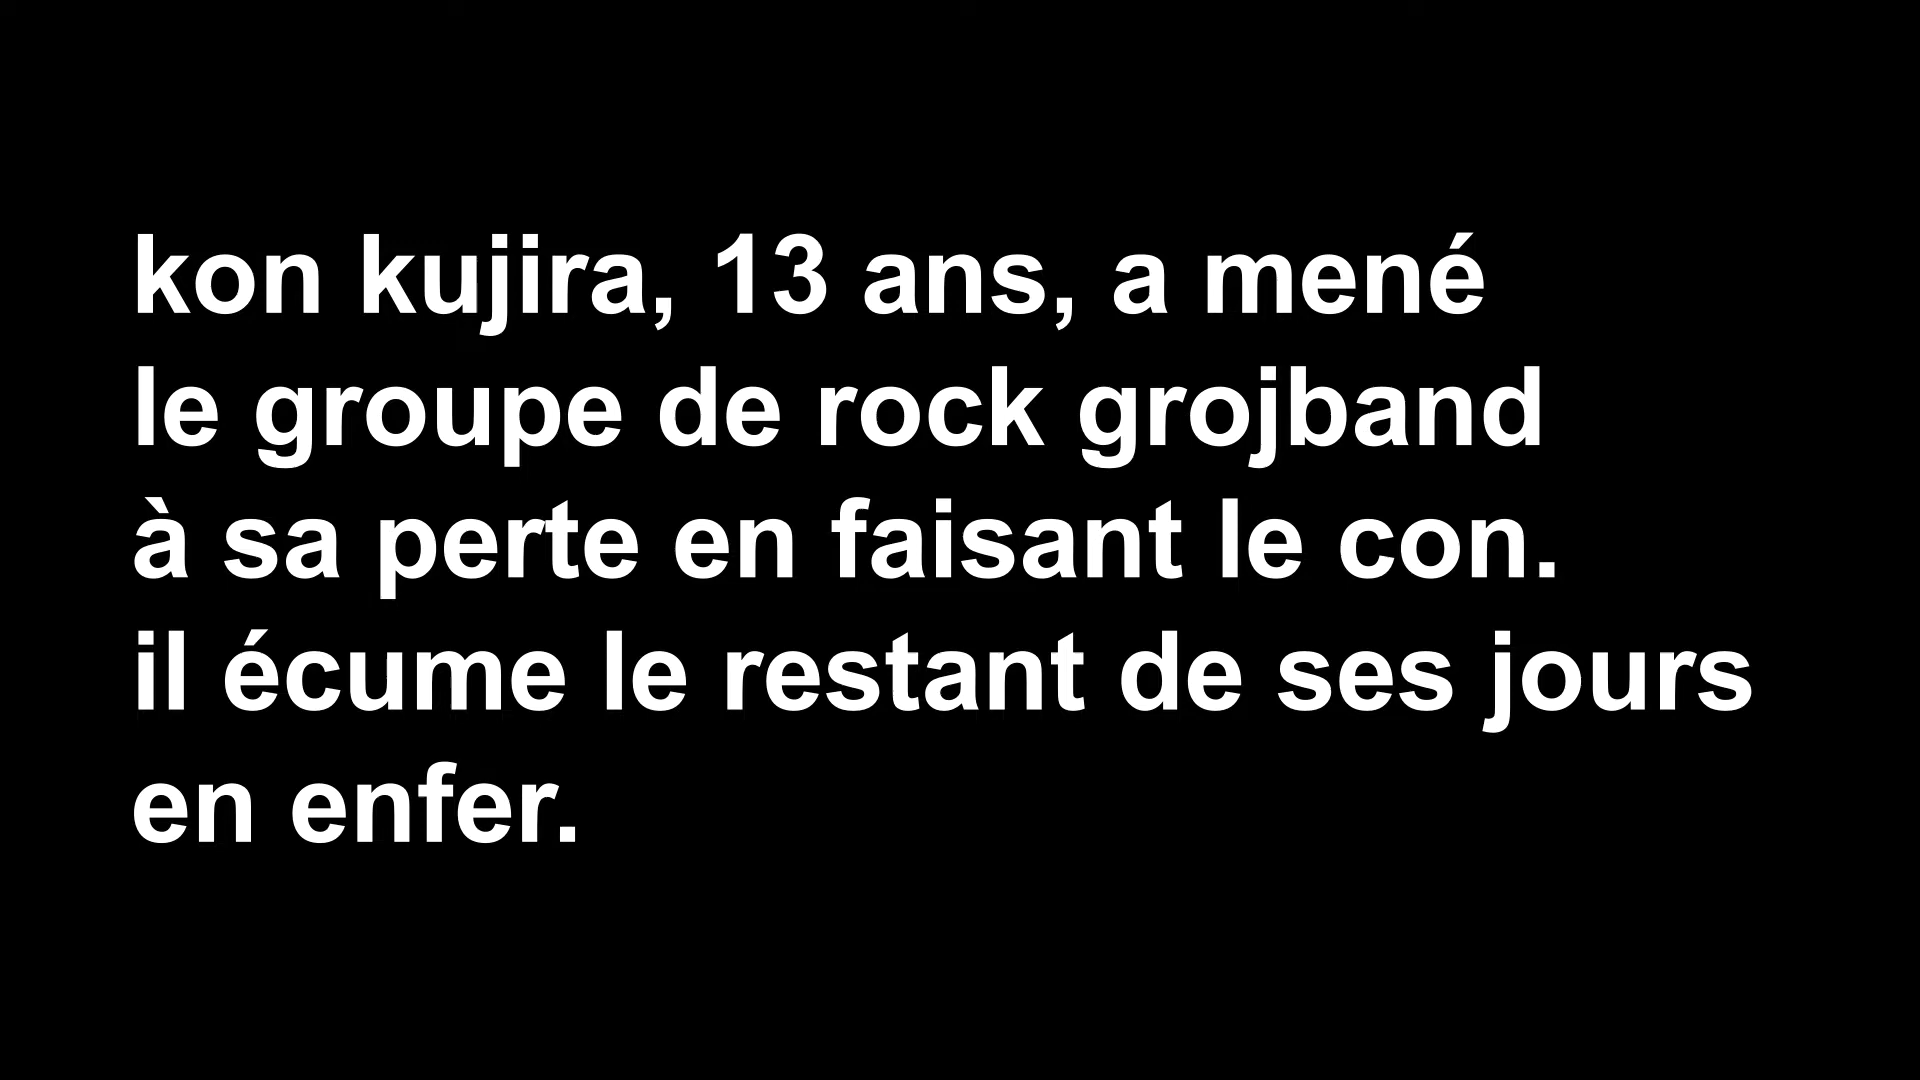 kon kujira, 13 ans, a mené
le groupe de rock grojband
à sa perte en faisant le con.
il écume le restant de ses jours
en enfer.